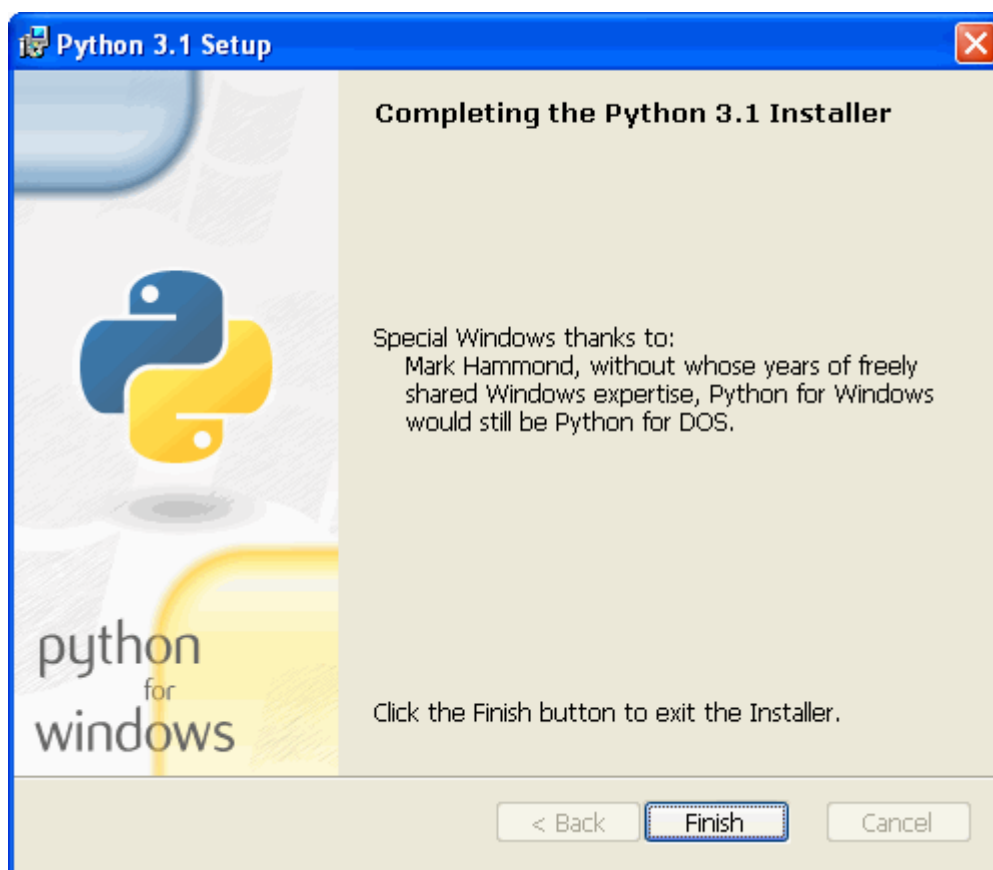 Python 3.1 Setup
Completing the Python 3.1 Installer
Special Windows thanks to:
Mark Hammond, without whose years of freely
shared Windows expertise, Python for Windows
would still be Python for DOS.
python
for
windows
Click the Finish button to exit the Installer.
< Back
Finish
Cancel